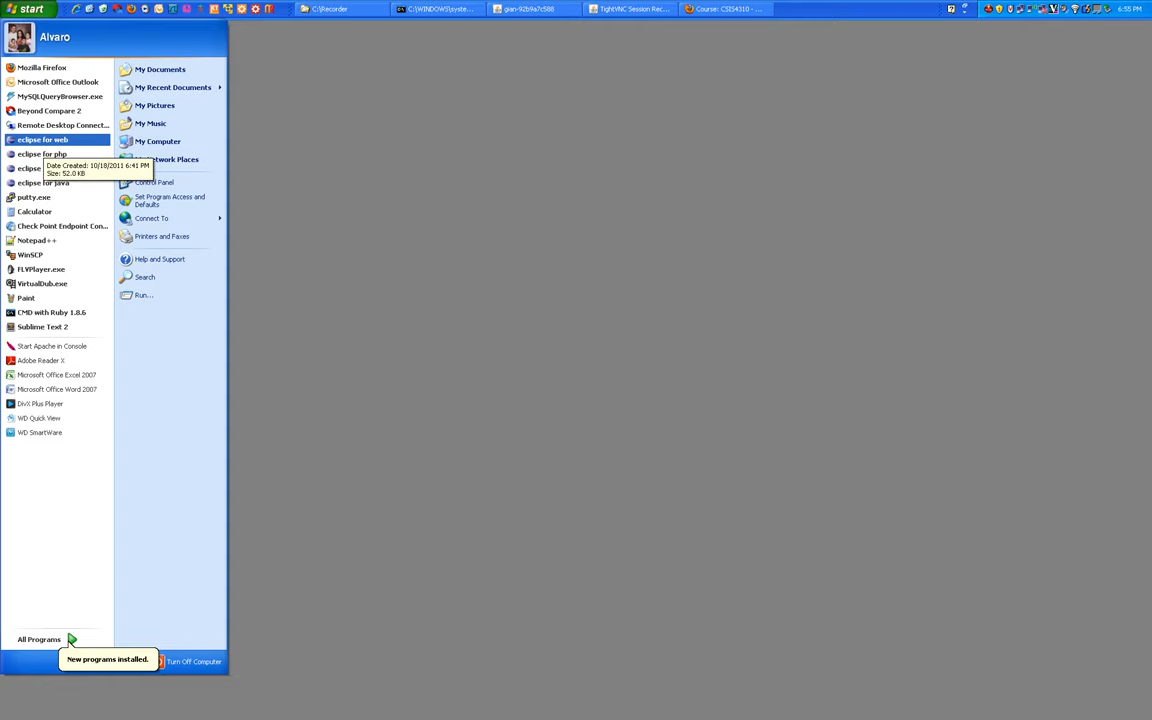 start
C:\Recorder
C:\WINDOWS\syste...
gian-92b9a7c588
TightVNC Session Rec...
Course: CSIS4310 - ...
6:55 PM
Alvaro
Mozilla Firefox
Microsoft Office Outlook
MySQLQueryBrowser.exe
Beyond Compare 2
Remote Desktop Connect...
eclipse for web
eclipse for php
eclipse
eclipse for java
putty.exe
Calculator
Check Point Endpoint Con...
Notepad++
WinSCP
FLVPlayer.exe
VirtualDub.exe
Paint
CMD with Ruby 1.8.6
Sublime Text 2
Start Apache in Console
Adobe Reader X
Microsoft Office Excel 2007
Microsoft Office Word 2007
DivX Plus Player
WD Quick View
WD SmartWare
All Programs
Date Created: 10/18/2011 6:41 PM
Size: 52.0 KB
My Documents
My Recent Documents
My Pictures
My Music
My Computer
Network Places
Control Panel
Set Program Access and
Defaults
Connect To
Printers and Faxes
Help and Support
Search
Run...
New programs installed.
Turn Off Computer